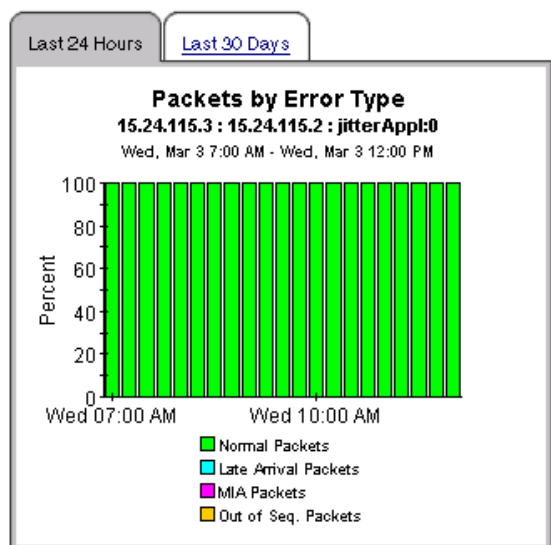 Last 24 Hours
Last 30 Days
Packets by Error Type
15.24.115.3 : 15.24.115.2 : jitterAppl:0
Wed, Mar 3 7:00 AM - Wed, Mar 3 12:00 PM
100
80
60
40
20
0
Percent
Wed 07:00 AM
Wed 10:00 AM
Normal Packets
Late Arrival Packets
MIA Packets
Out of Seq. Packets